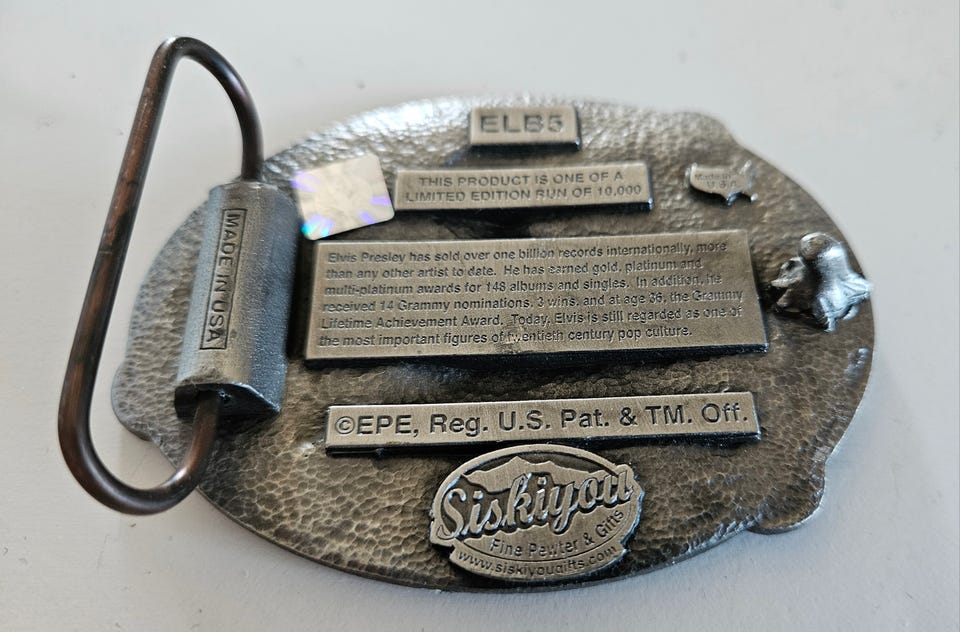 ELB5
THIS PRODUCT IS ONE OF A
LIMITED EDITION RUN OF 10,000
Made in
U.S.A.
MADE IN USA
Elvis Presley has sold over one billion records internationally, more
than any other artist to date. He has earned gold, platinum and
multi-platinum awards for 148 albums and singles. In addition, he
received 14 Grammy nominations, 3 wins, and at age 36, the Grammy
Lifetime Achievement Award. Today, Elvis is still regarded as one of
the most important figures of twentieth century pop culture.
©EPE, Reg. U.S. Pat. & TM. Off.
Siskiyou
Fine Pewter & Gifts
www.siskiyougifts.com